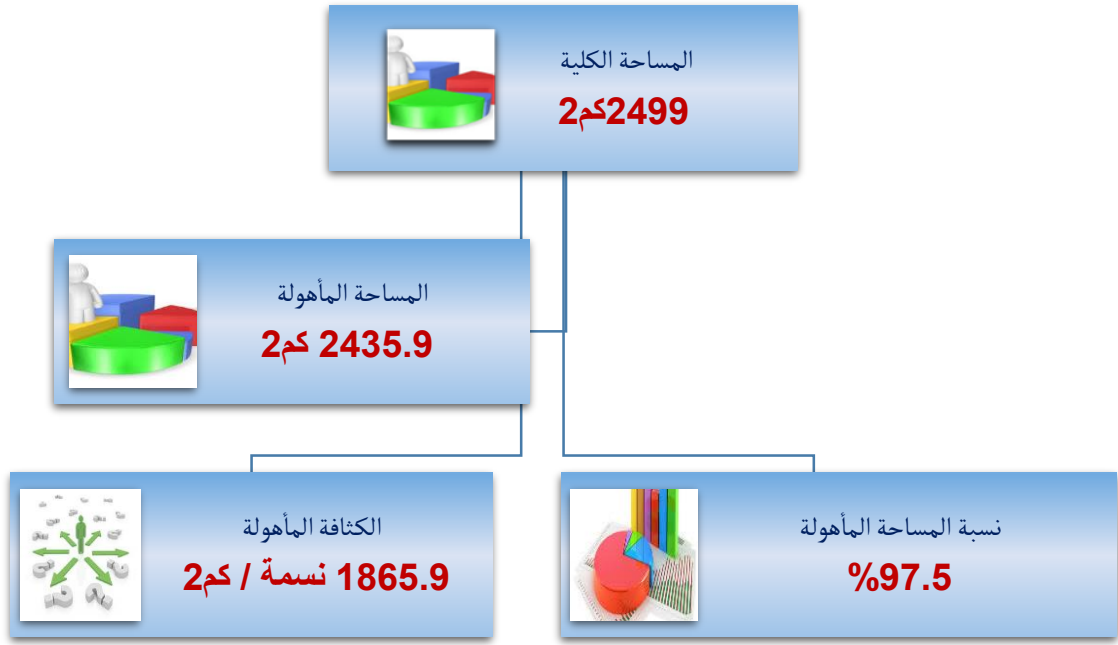 المساحة الكلية
2499كم2
المساحة المأهولة
2435.9 كم2
الكثافة المأهولة
1865.9 نسمة / كم2
نسبة المساحة المأهولة
%97.5